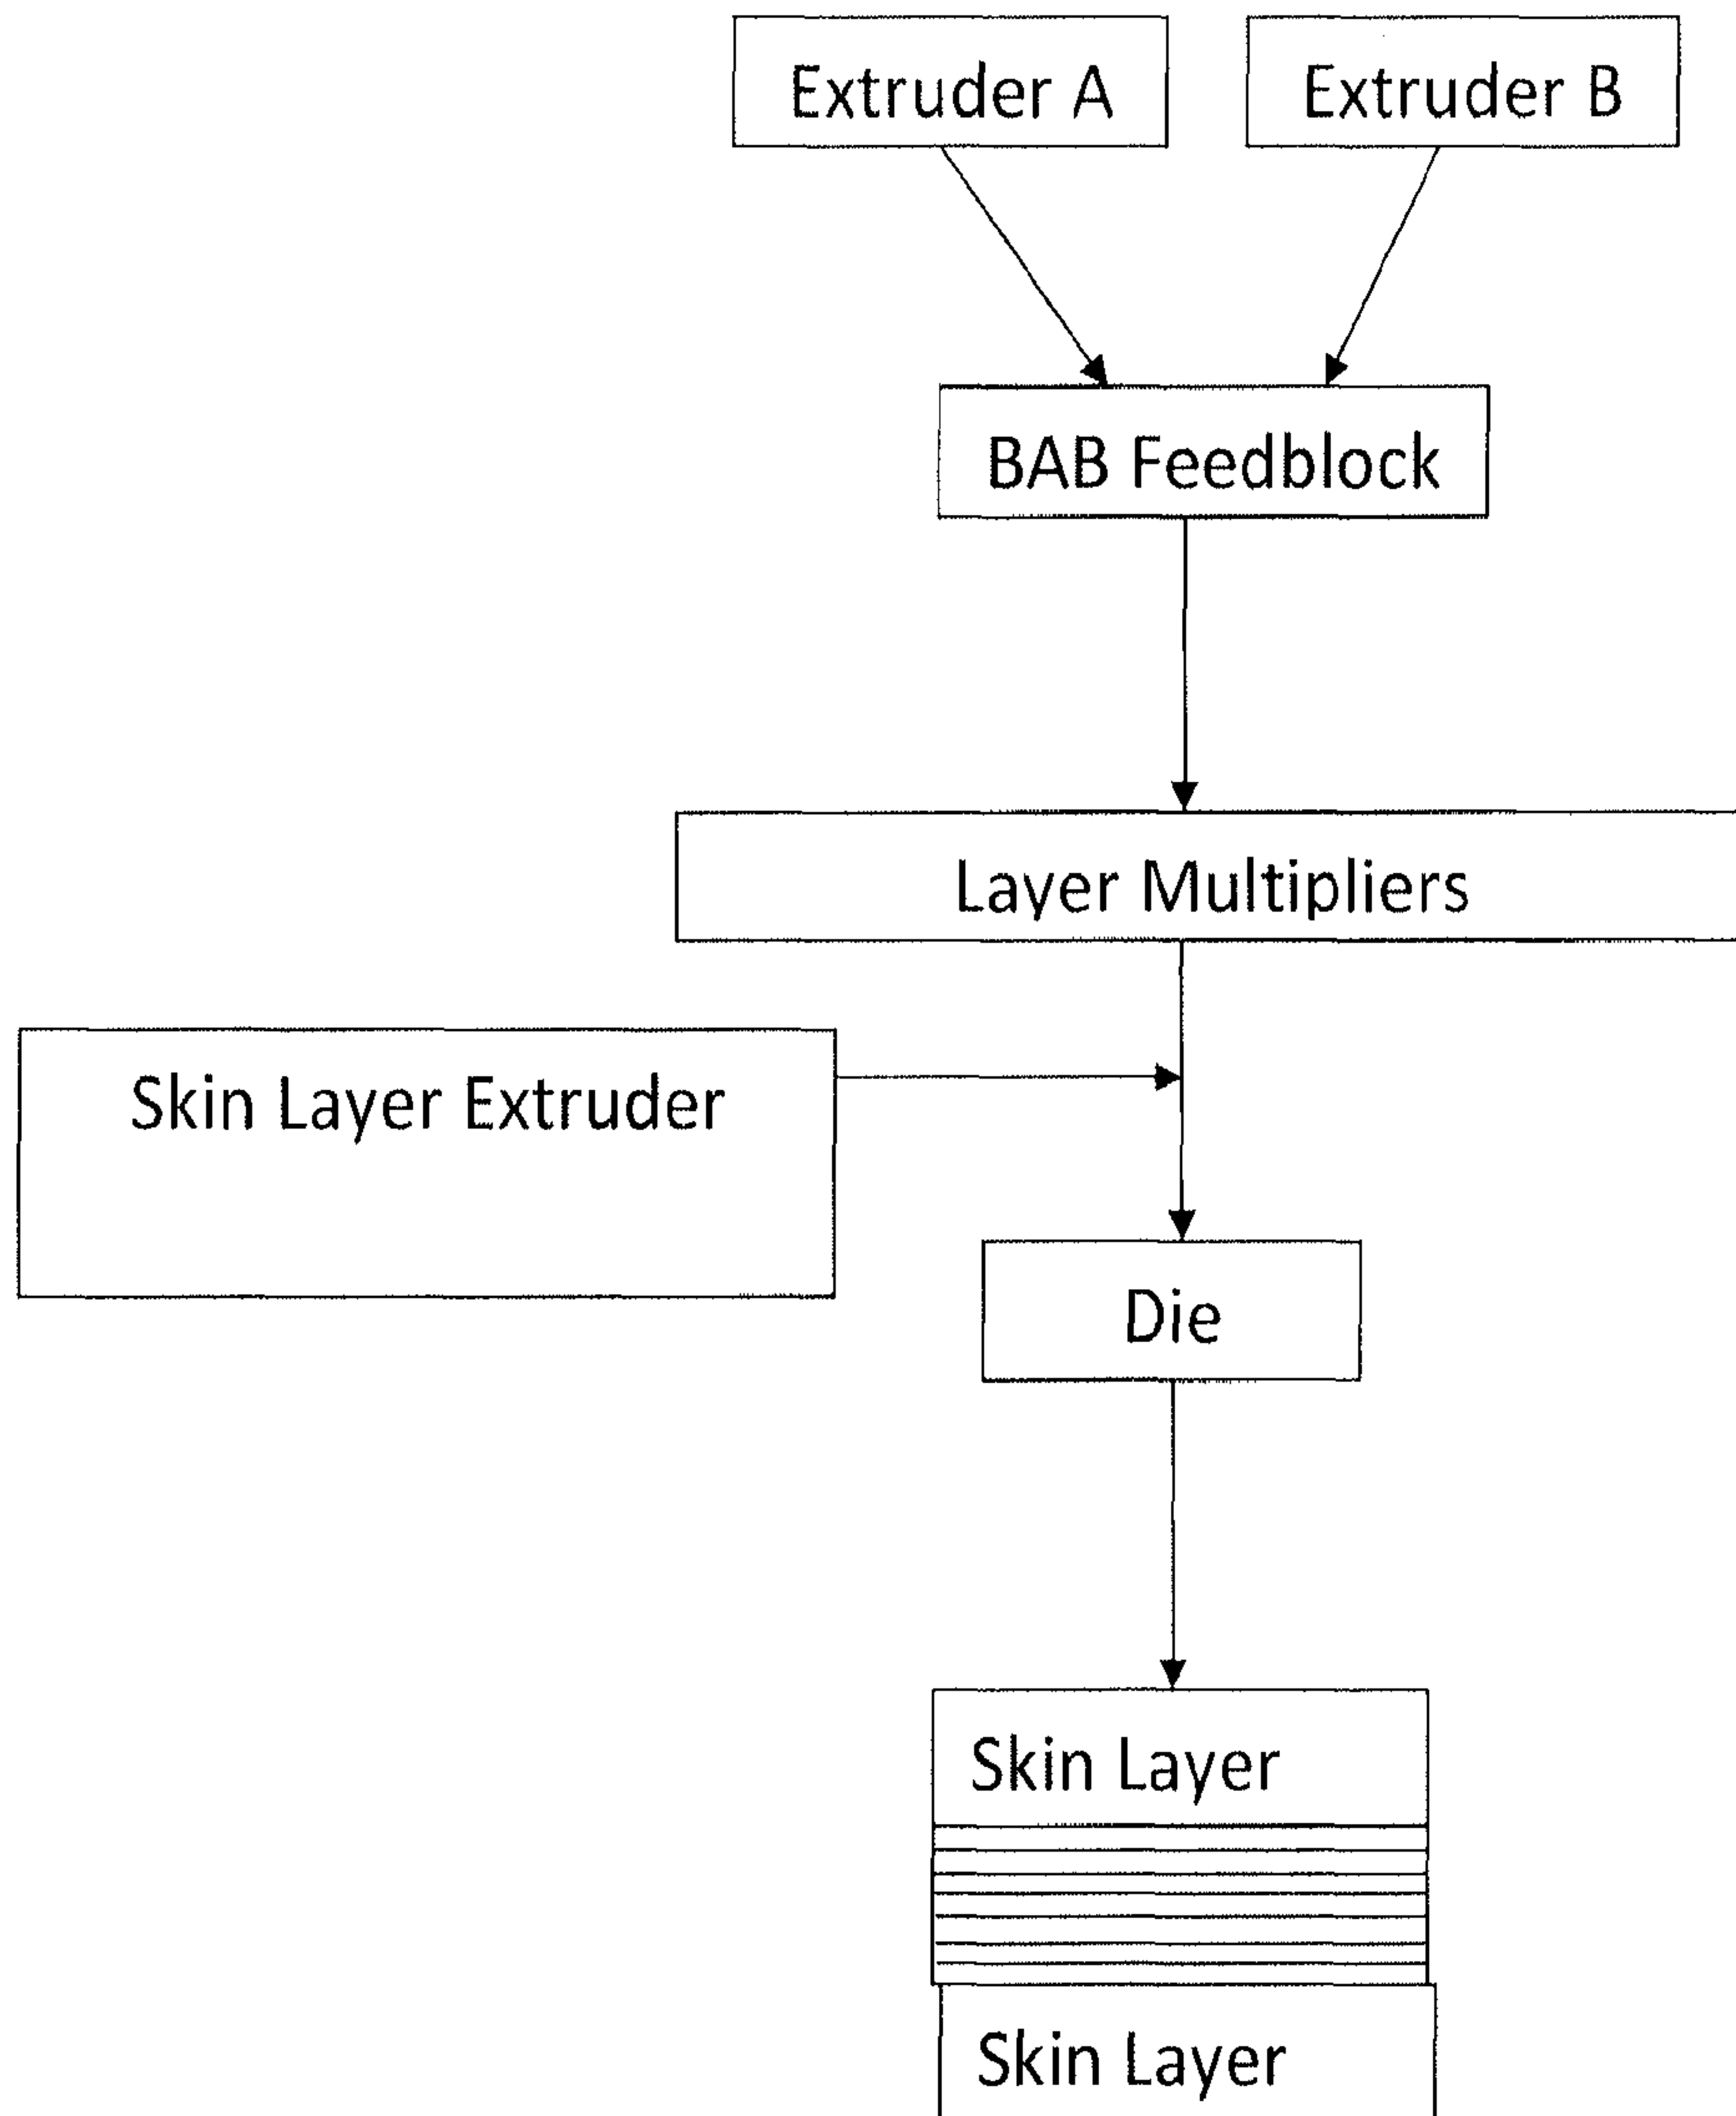 Extruder A
Extruder B
BAB Feedblock
Layer Multipliers
Skin Layer Extruder
Die
Skin Layer
Skin Layer